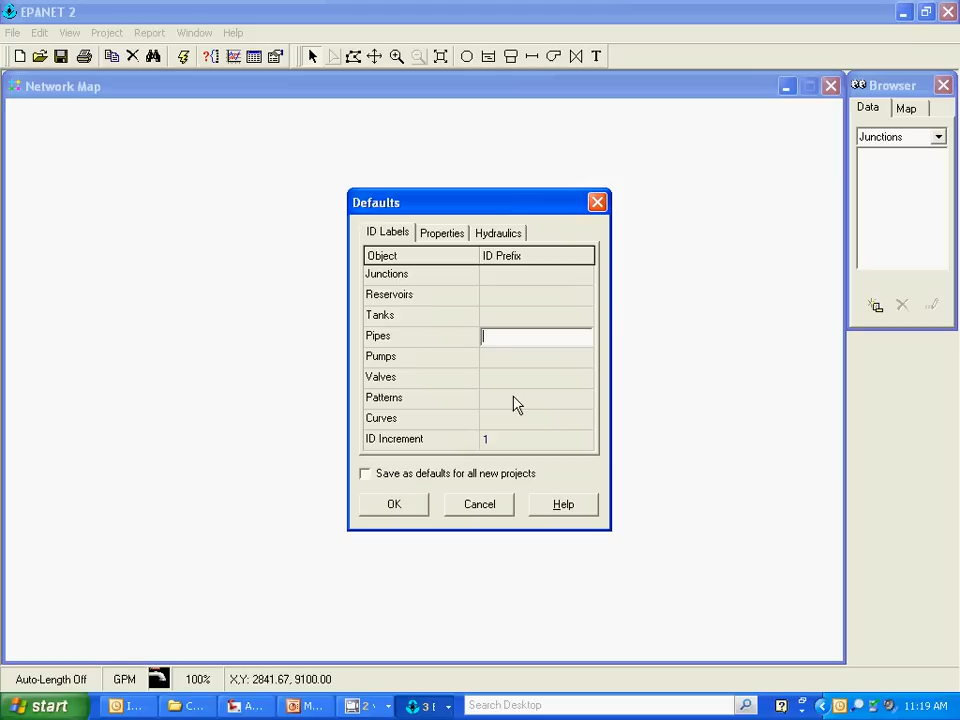 EPANET 2
File Edit View Project Report Window Help
T
Network Map
Browser
Data Map
Junctions
Defaults
ID Labels Properties Hydraulics
Object ID Prefix
Junctions
Reservoirs
Tanks
Pipes
Pumps
Valves
Patterns
Curves
ID Increment 1
Save as defaults for all new projects
OK Cancel Help
Auto-Length Off GPM 100% X,Y: 2841.67, 9100.00
start I... C... A... M... 2 3 E Search Desktop 11:19 AM